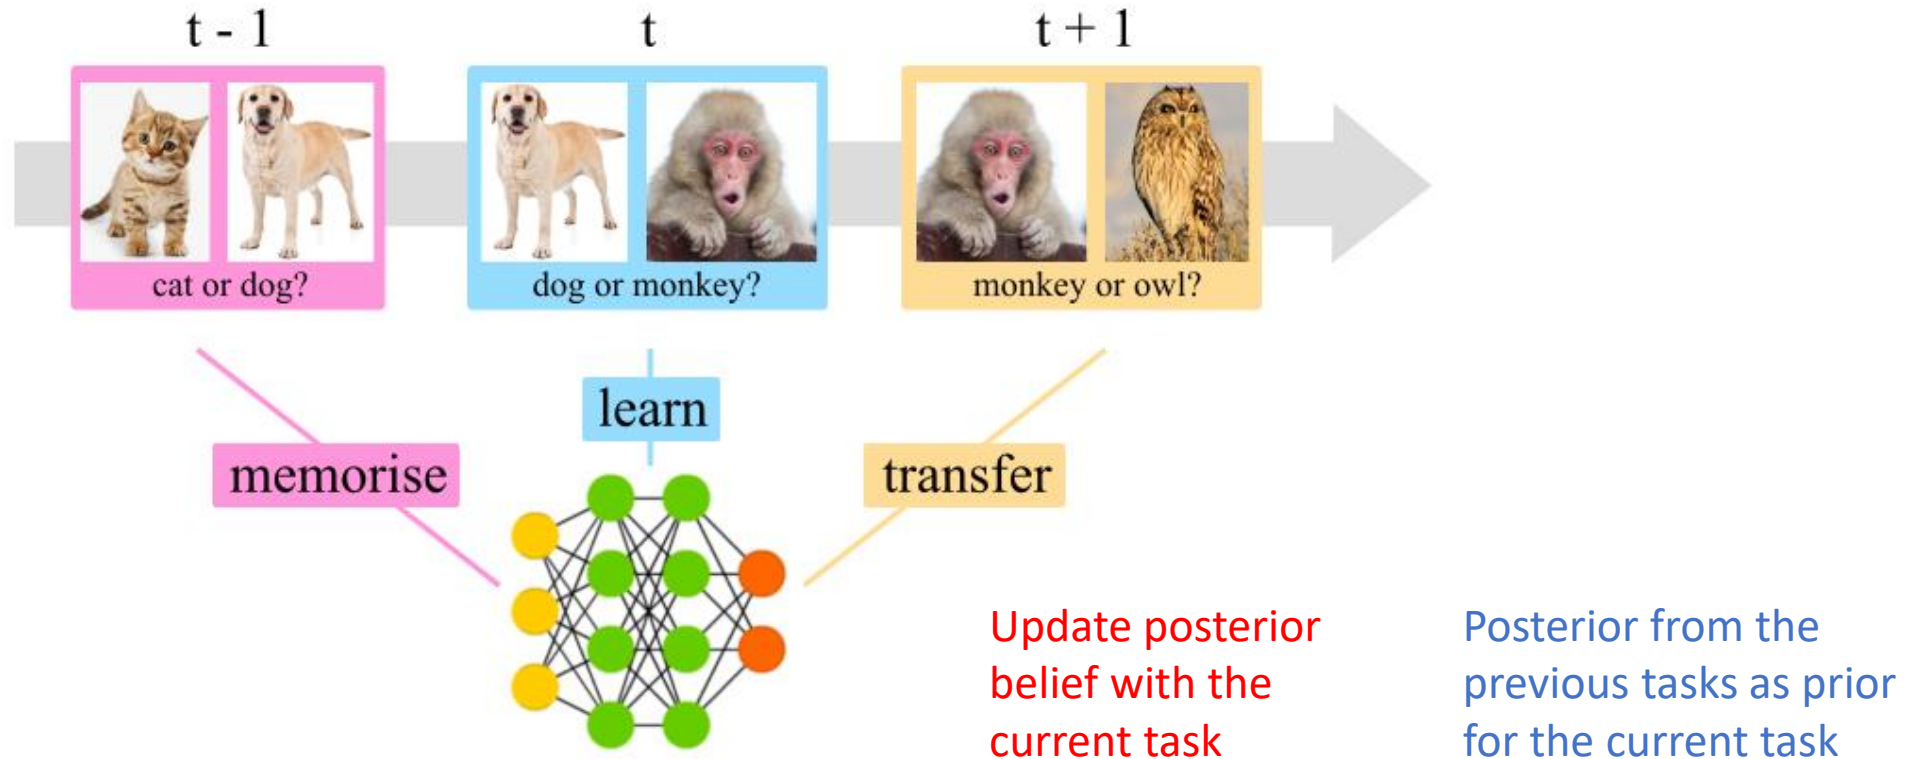 t - 1
t
t + 1
cat or dog?
dog or monkey?
monkey or owl?
learn
memorise
transfer
Update posterior
belief with the
current task
Posterior from the
previous tasks as prior
for the current task